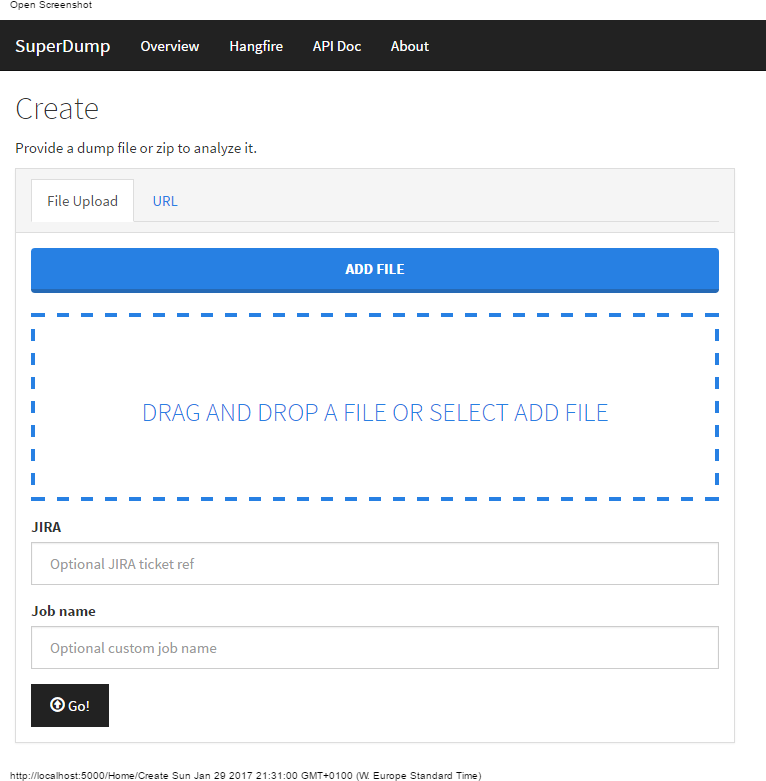 Open Screenshot
SuperDump Overview Hangfire API Doc About
Create
Provide a dump file or zip to analyze it.
File Upload URL
ADD FILE
DRAG AND DROP A FILE OR SELECT ADD FILE
JIRA
Optional JIRA ticket ref
Job name
Optional custom job name
Go!
http://localhost:5000/Home/Create Sun Jan 29 2017 21:31:00 GMT+0100 (W. Europe Standard Time)